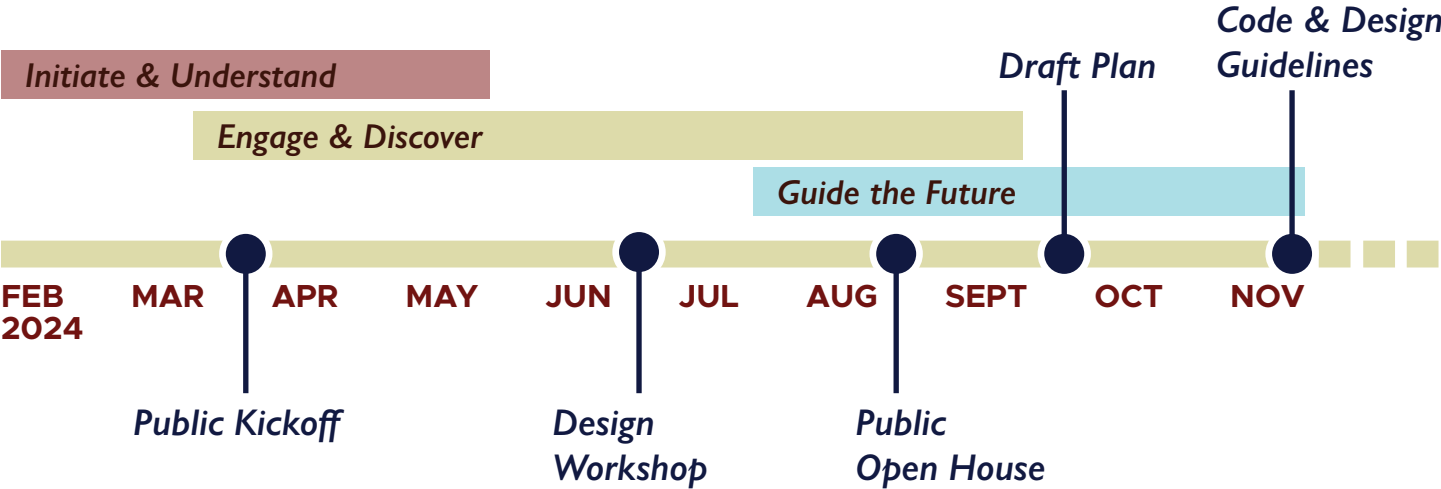 Code & Design
Guidelines
Draft Plan
Initiate & Understand
Engage & Discover
Guide the Future
FEB MAR APR MAY JUN JUL AUG SEPT OCT NOV
2024
Public Kickoff
Design
Workshop
Public
Open House